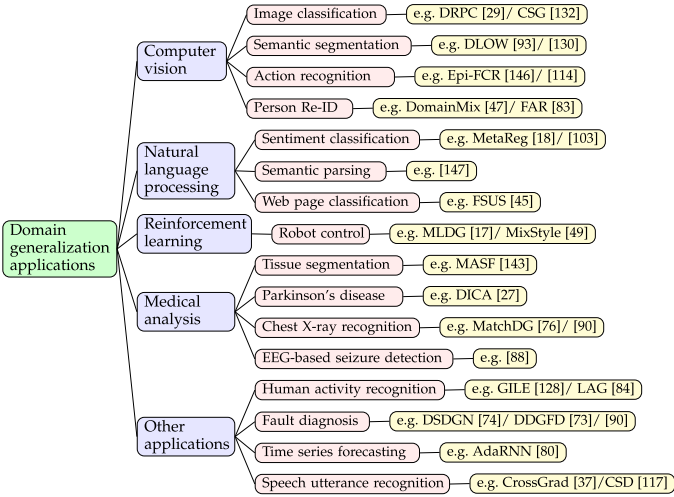 Domain
generalization
applications
Computer
vision
Image classification
e.g. DRPC [29]/ CSG [132]
Semantic segmentation
e.g. DLOW [93]/ [130]
Action recognition
e.g. Epi-FCR [146]/ [114]
Person Re-ID
e.g. DomainMix [47]/ FAR [83]
Natural
language
processing
Sentiment classification
e.g. MetaReg [18]/ [103]
Semantic parsing
e.g. [147]
Web page classification
e.g. FSUS [45]
Reinforcement
learning
Robot control
e.g. MLDG [17]/ MixStyle [49]
Medical
analysis
Tissue segmentation
e.g. MASF [143]
Parkinson's disease
e.g. DICA [27]
Chest X-ray recognition
e.g. MatchDG [76]/ [90]
EEG-based seizure detection
e.g. [88]
Other
applications
Human activity recognition
e.g. GILE [128]/ LAG [84]
Fault diagnosis
e.g. DSDGN [74]/ DDGFD [73]/ [90]
Time series forecasting
e.g. AdaRNN [80]
Speech utterance recognition
e.g. CrossGrad [37]/CSD [117]